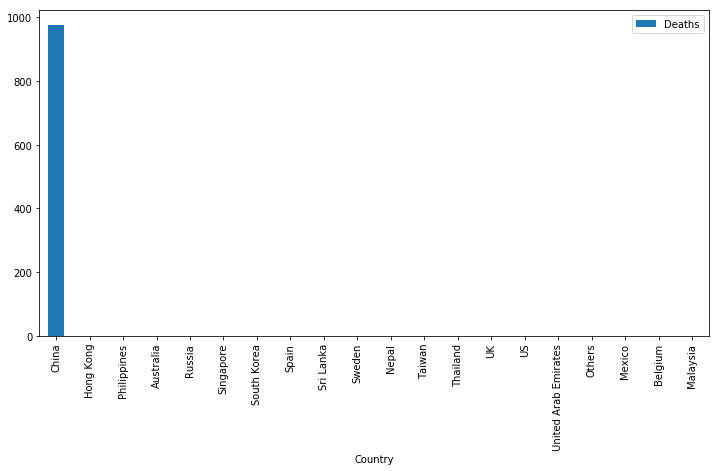 1000
800
600
400
200
0
Deaths
China
Hong Kong
Philippines
Australia
Russia
Singapore
South Korea
Spain
Sri Lanka
Sweden
Nepal
Taiwan
Thailand
UK
US
United Arab Emirates
Others
Mexico
Belgium
Malaysia
Country